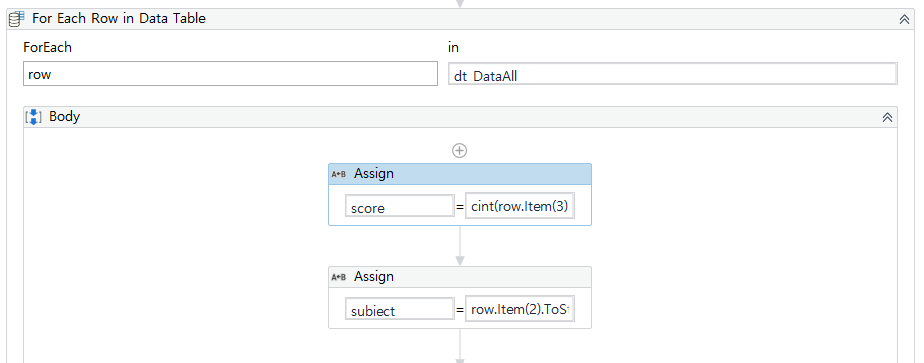 For Each Row in Data Table
ForEach in
row dt_DataAll
Body
A+B Assign
score = cint(row.Item(3)
A+B Assign
subject = row.Item(2).ToSt